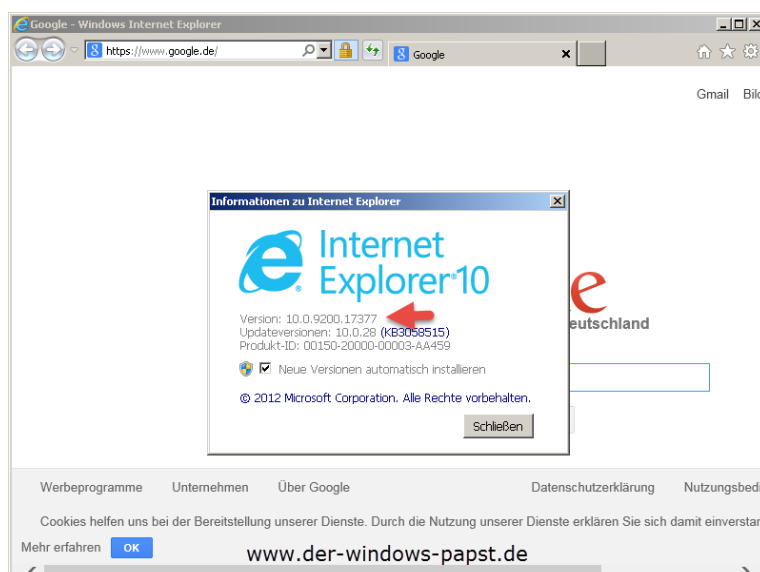 Google - Windows Internet Explorer
https://www.google.de/
Google
Gmail
Informationen zu Internet Explorer
Internet
Explorer 10
Version: 10.0.9200.17377
Updateversionen: 10.0.28 (KB3058515)
Produkt-ID: 00150-20000-00003-AA459
eutschland
Neue Versionen automatisch installieren
© 2012 Microsoft Corporation. Alle Rechte vorbehalten.
Schließen
Werbeprogramme Unternehmen Über Google Datenschutzerklärung Nutzungsbedi
Cookies helfen uns bei der Bereitstellung unserer Dienste. Durch die Nutzung unserer Dienste erklären Sie sich damit einverstan
Mehr erfahren OK
www.der-windows-papst.de